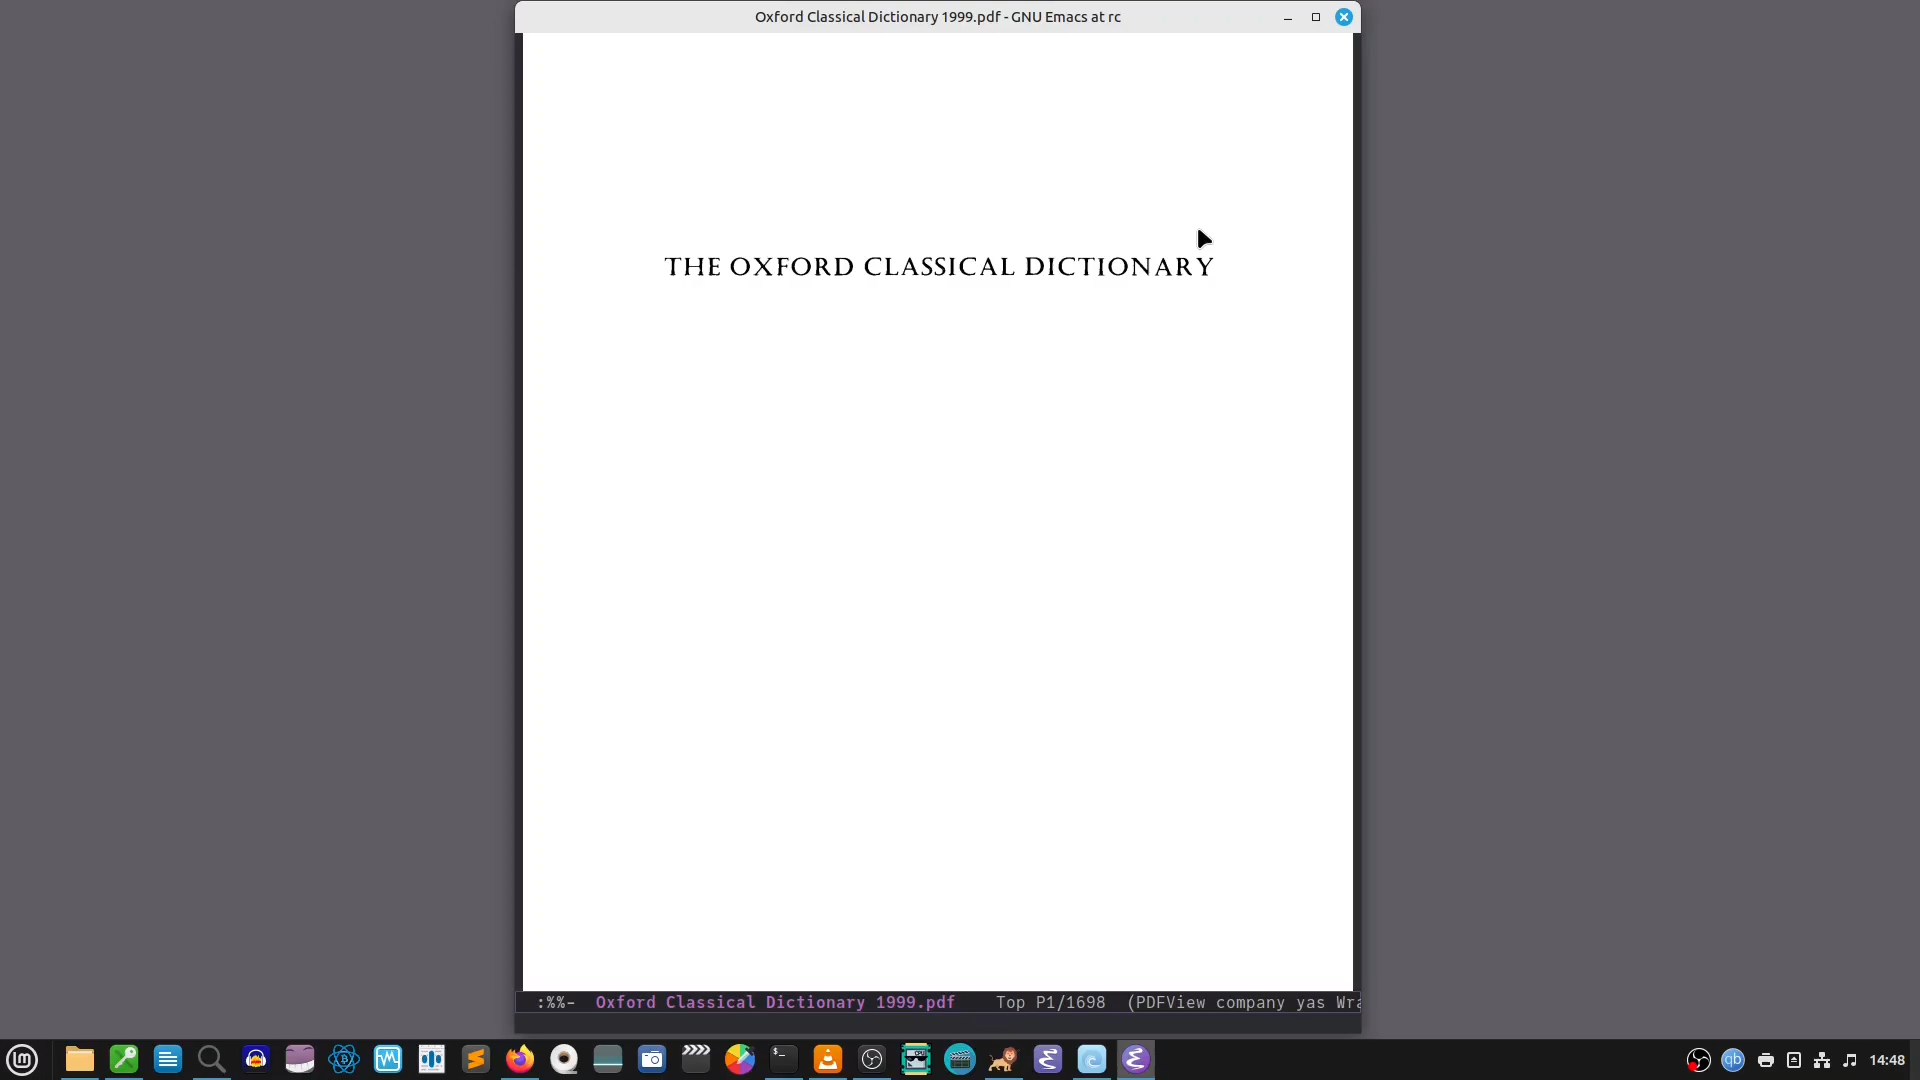 Oxford Classical Dictionary 1999.pdf - GNU Emacs at rc
THE OXFORD CLASSICAL DICTIONARY
:%%- Oxford Classical Dictionary 1999.pdf Top P1/1698 (PDFView company yas Wra
14:48